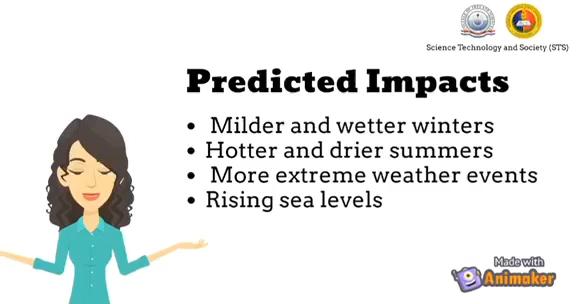 Science Technology and Society (STS)
Predicted Impacts
• Milder and wetter winters
• Hotter and drier summers
• More extreme weather events
• Rising sea levels
Made with
Animaker